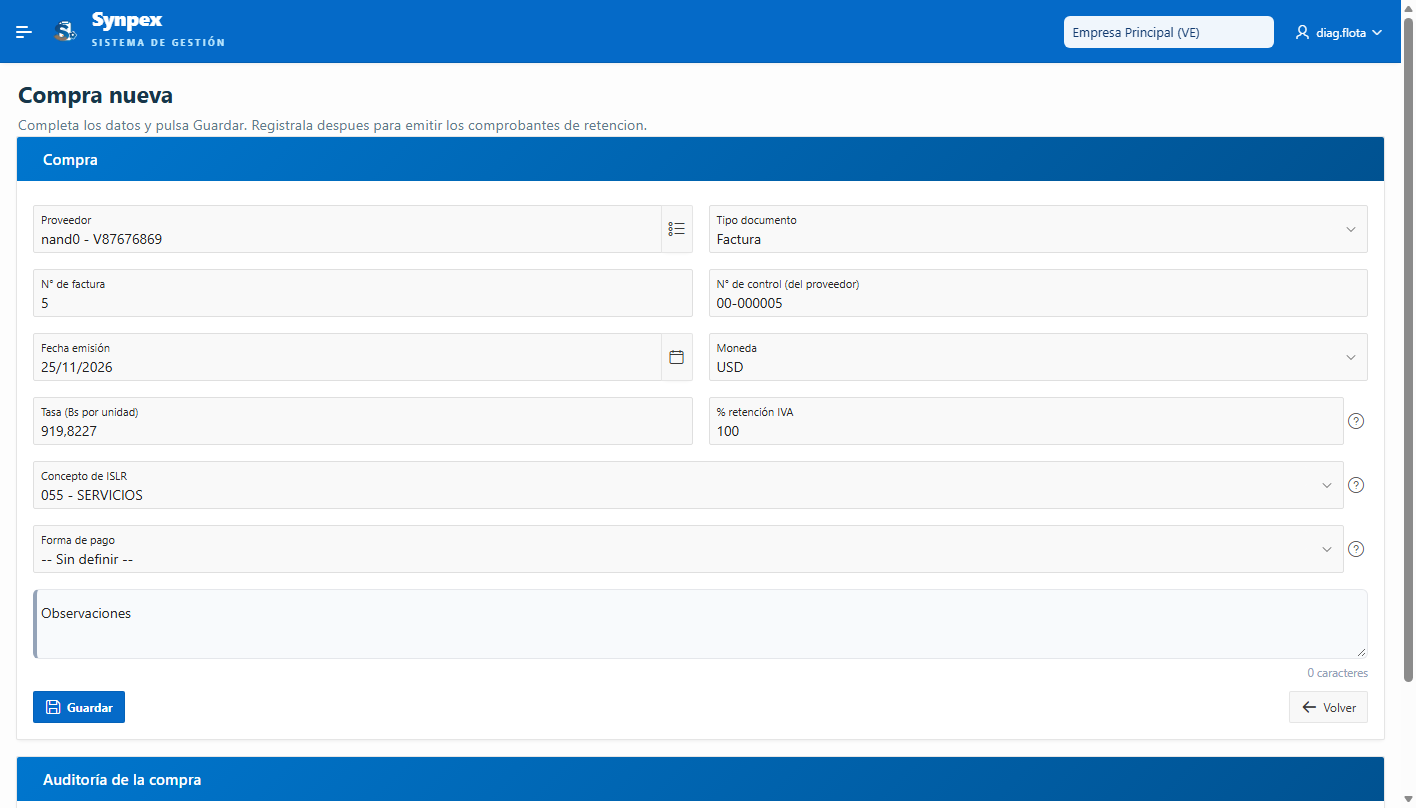 Synpex
SISTEMA DE GESTIÓN
Empresa Principal (VE)
diag.flota
Compra nueva
Completa los datos y pulsa Guardar. Registrala despues para emitir los comprobantes de retencion.
Compra
Proveedor
nand0 - V87676869
Tipo documento
Factura
N° de factura
5
N° de control (del proveedor)
00-000005
Fecha emisión
25/11/2026
Moneda
USD
Tasa (Bs por unidad)
919,8227
% retención IVA
100
Concepto de ISLR
055 - SERVICIOS
Forma de pago
-- Sin definir --
Observaciones
0 caracteres
Guardar
Volver
Auditoría de la compra